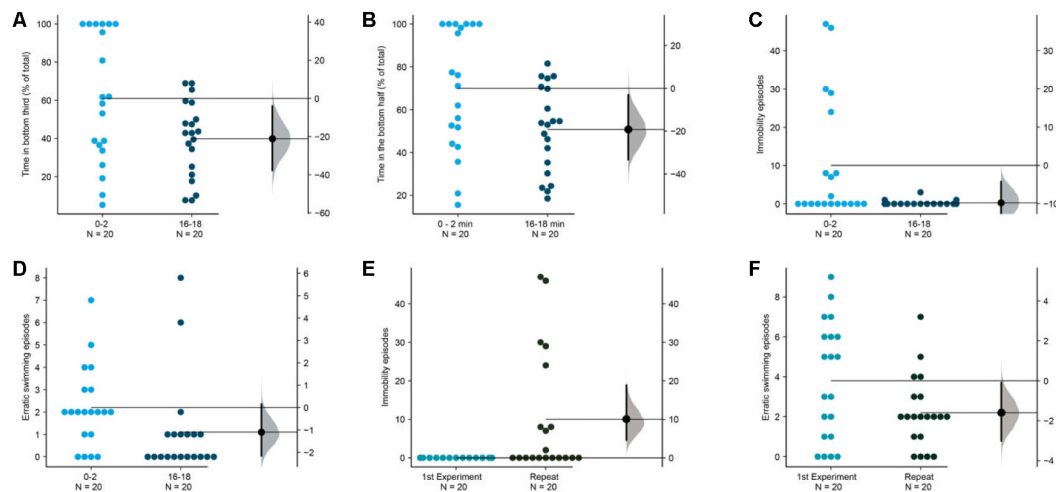 A
Time in bottom third (% of total)
100
80
60
40
20
40
20
0
−20
−40
−60
0-2
N = 20
16-18
N = 20
B
Time in the bottom half (% of total)
100
80
60
40
20
20
0
−20
−40
0 - 2 min
N = 20
16-18 min
N = 20
C
Immobility episodes
40
30
20
10
0
30
20
10
0
−10
0-2
N = 20
16-18
N = 20
D
Erratic swimming episodes
8
7
6
5
4
3
2
1
0
6
5
4
3
2
1
0
−1
−2
0-2
N = 20
16-18
N = 20
E
Immobility episodes
40
30
20
10
0
40
30
20
10
0
1st Experiment
N = 20
Repeat
N = 20
F
Erratic swimming episodes
8
6
4
2
0
4
2
0
−2
−4
1st Experiment
N = 20
Repeat
N = 20